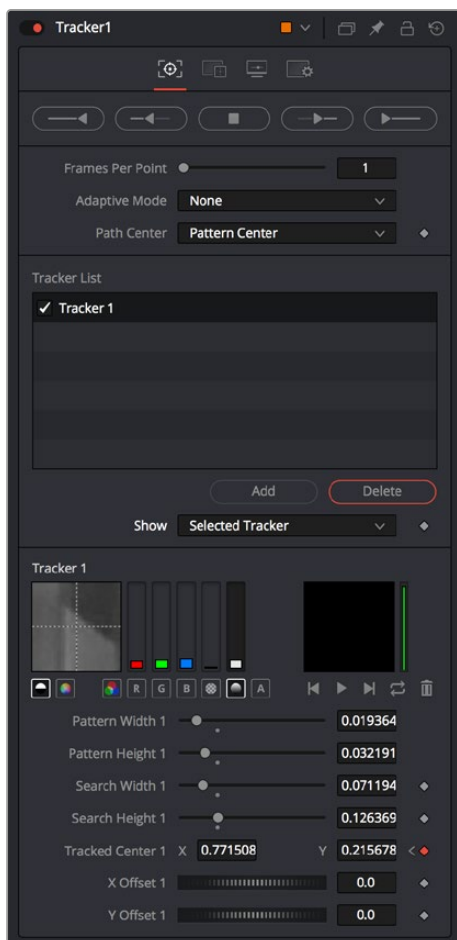 Tracker1
Frames Per Point 1
Adaptive Mode None
Path Center Pattern Center
Tracker List
Tracker 1
Add Delete
Show Selected Tracker
Tracker 1
R G B A
Pattern Width 1 0.019364
Pattern Height 1 0.032191
Search Width 1 0.071194
Search Height 1 0.126369
Tracked Center 1 X 0.771508 Y 0.215678 <
X Offset 1 0.0
Y Offset 1 0.0